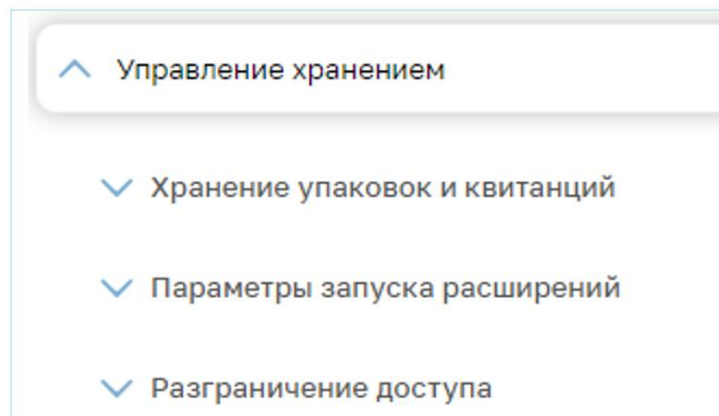 Управление хранением
Хранение упаковок и квитанций
Параметры запуска расширений
Разграничение доступа